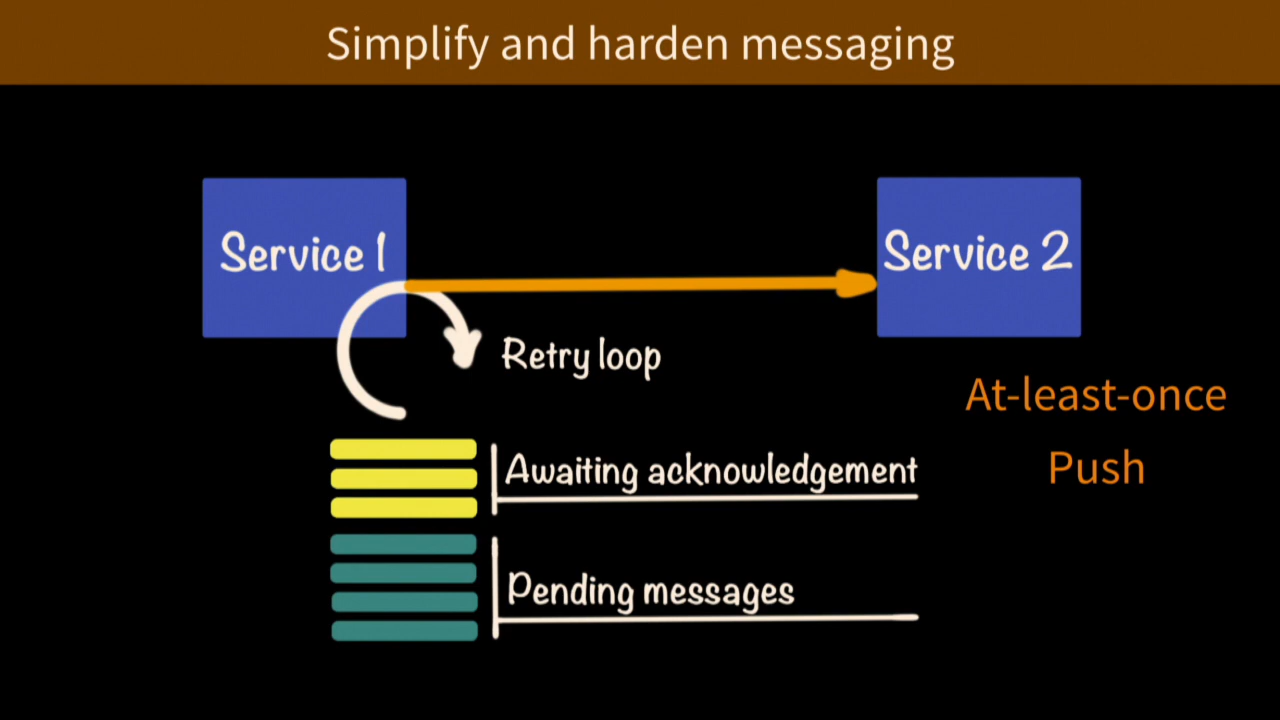 Simplify and harden messaging
Service 1
Service 2
Retry loop
At-least-once
Push
Awaiting acknowledgement
Pending messages